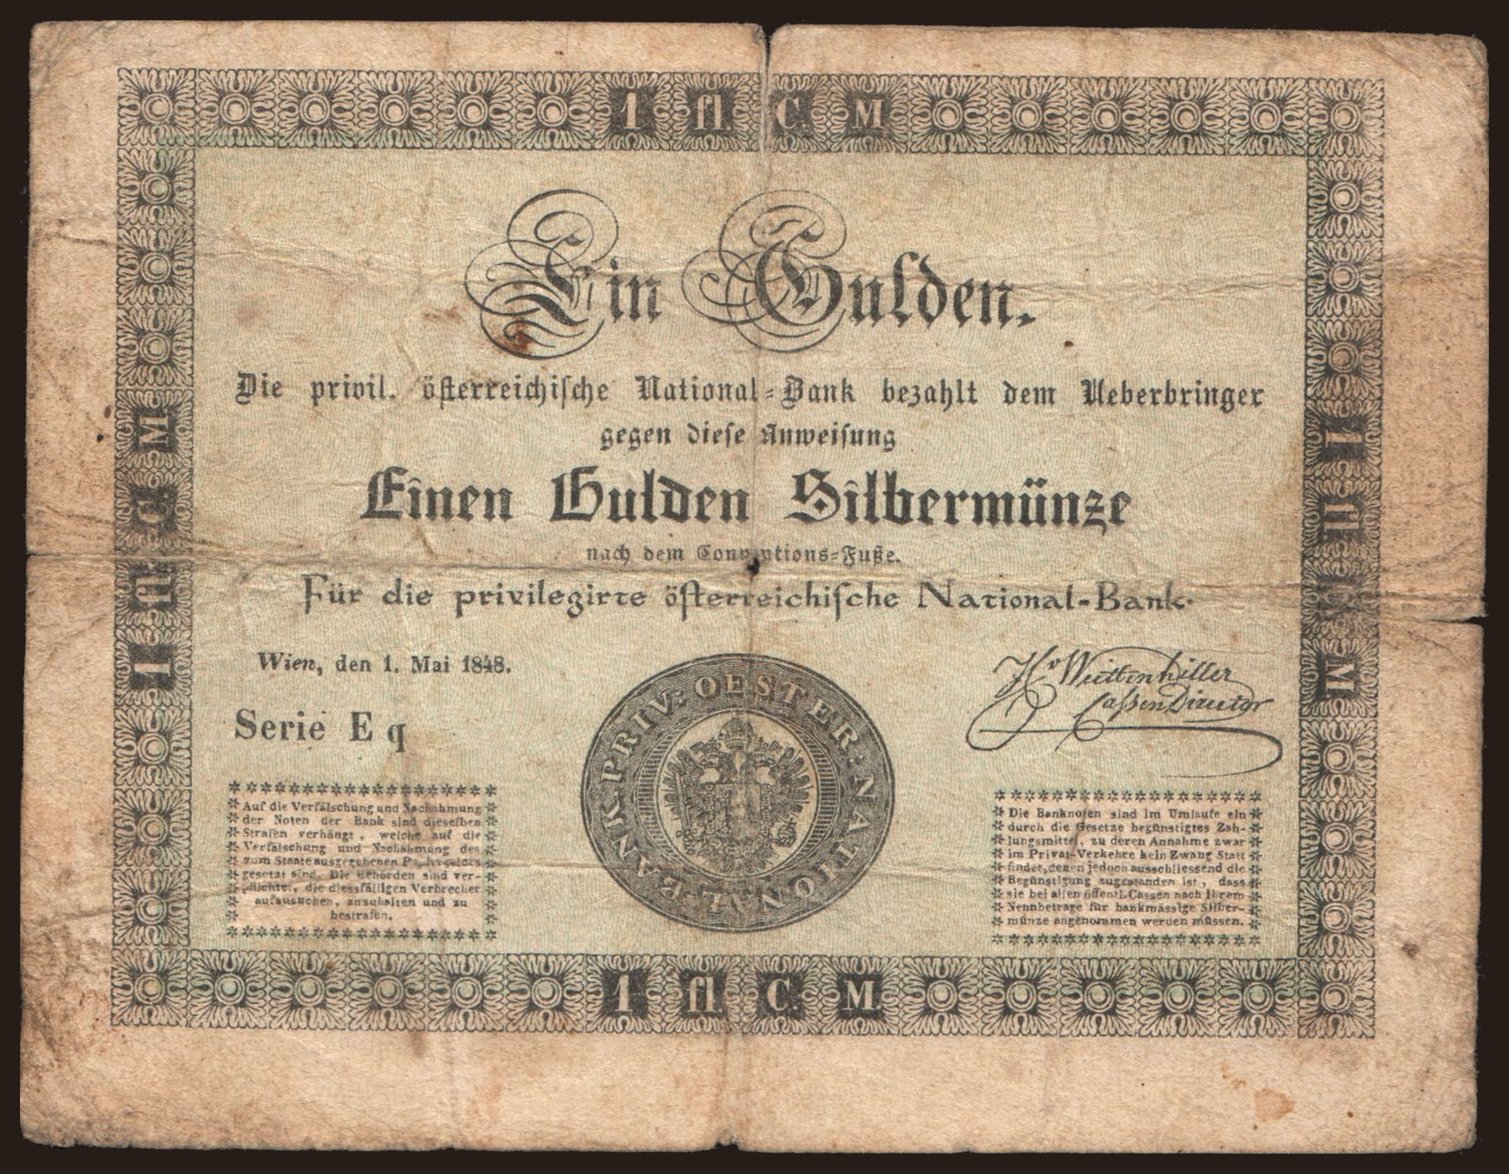 1 fl. C. M.
Ein Gulden.
Die privil. österreichische National-Bank bezahlt dem Ueberbringer
gegen diese Anweisung
Einen Gulden Silbermünze
nach dem Conventions-Fuße.
Für die privilegirte österreichische National-Bank.
Wien, den 1. Mai 1848.
Serie E q
Cassen Director
BANK. PRIV: OESTER: NATIONAL-BANK
Auf die Verfälschung und Nachahmung
der Noten der Bank sind dieselben
Strafen verhängt, welche auf die
Verfälschung und Nachahmung des
vom Staate ausgegebenen Papiergeldes
gesetzt sind. Die Behörden sind ver-
pflichtet, die diessfälligen Verbrecher
aufzusuchen, anzuhalten und zu
bestrafen.
Die Banknoten sind im Umlaufe ein
durch die Gesetze begünstigtes Zah-
lungsmittel, zu deren Annahme zwar
im Privat-Verkehre kein Zwang Statt
findet, denen jedoch ausschliessend die
Begünstigung zugestanden ist, dass
sie bei allen öffentl. Cassen nach ihrem
Nennbetrage für bankmässige Silber-
münze angenommen werden müssen.
1 fl. C. M.
1 fl. C. M.
1 fl. C. M.